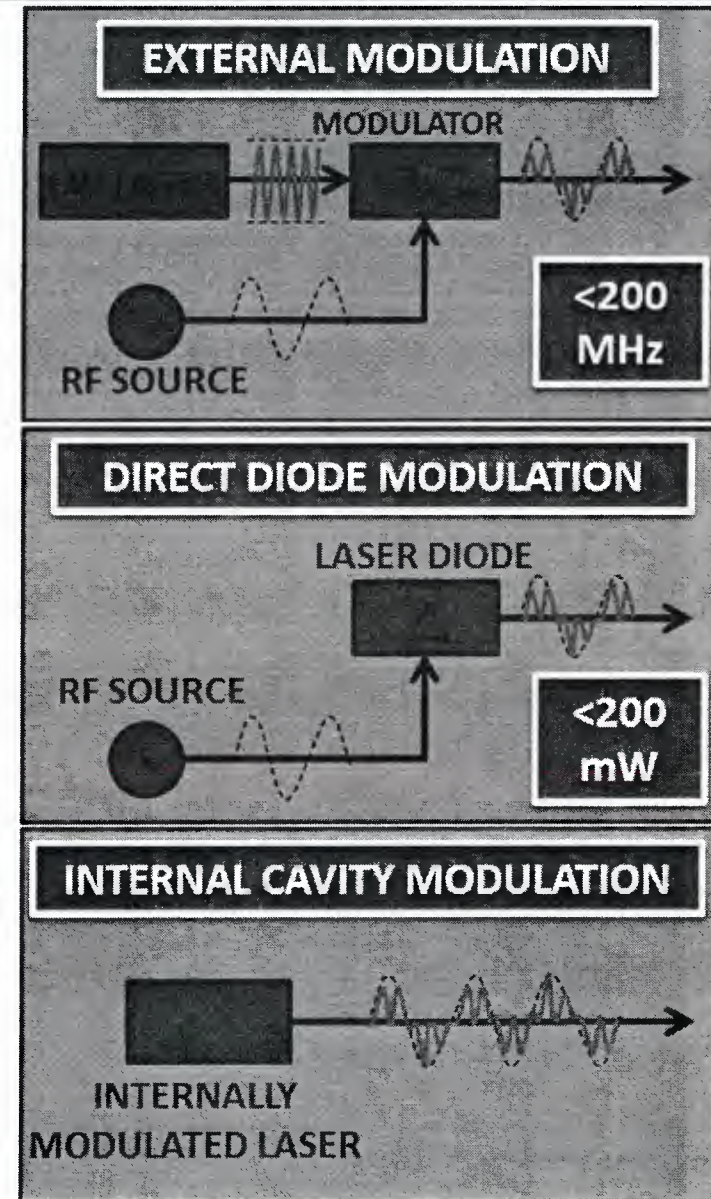 EXTERNAL MODULATION
MODULATOR
RF SOURCE
<200
MHz
DIRECT DIODE MODULATION
LASER DIODE
RF SOURCE
<200
mW
INTERNAL CAVITY MODULATION
INTERNALLY
MODULATED LASER